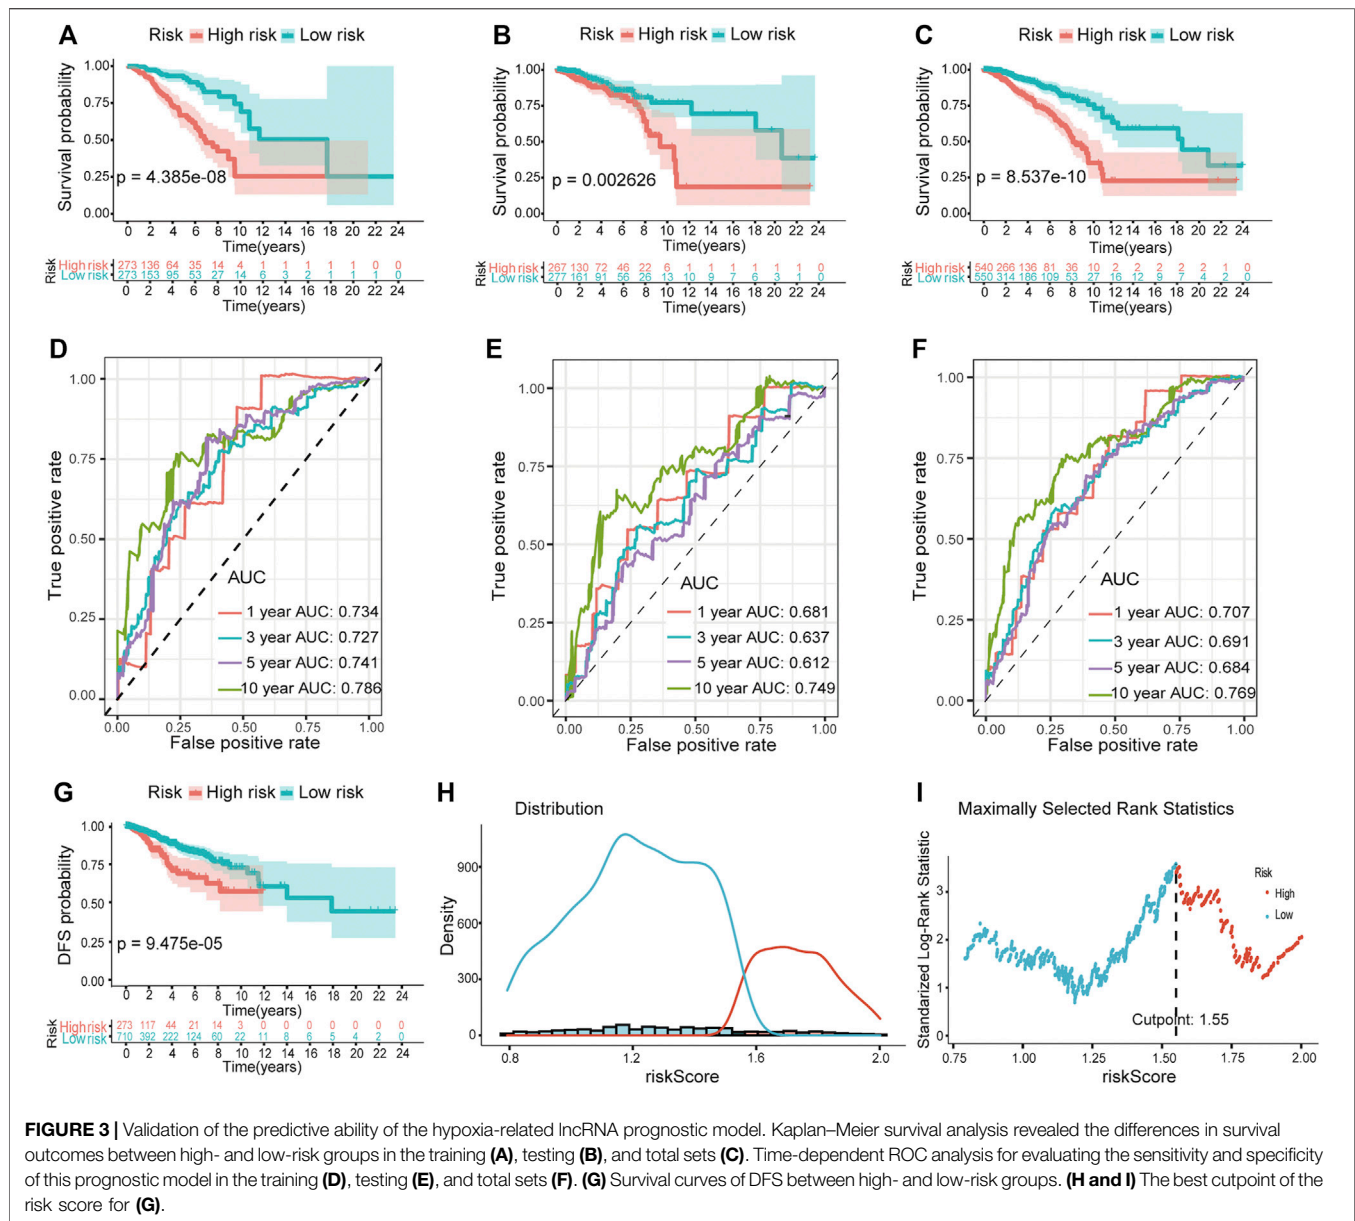 A
Risk High risk Low risk
Survival probability
1.00
0.75
0.50
0.25
0.00
p = 4.385e-08
0 2 4 6 8 10 12 14 16 18 20 22 24
Time(years)
Risk
High risk 273 136 64 35 14 4 1 1 1 1 1 0 0
Low risk 273 153 95 53 27 14 6 3 2 1 1 1 0
0 2 4 6 8 10 12 14 16 18 20 22 24
Time(years)
B
Risk High risk Low risk
Survival probability
1.00
0.75
0.50
0.25
0.00
p = 0.002626
0 2 4 6 8 10 12 14 16 18 20 22 24
Time(years)
Risk
High risk 267 130 72 46 22 6 1 1 1 1 1 1 0
Low risk 277 161 91 56 26 13 10 9 7 6 3 1 0
0 2 4 6 8 10 12 14 16 18 20 22 24
Time(years)
C
Risk High risk Low risk
Survival probability
1.00
0.75
0.50
0.25
0.00
p = 8.537e-10
0 2 4 6 8 10 12 14 16 18 20 22 24
Time(years)
Risk
High risk 540 266 136 81 36 10 2 2 2 2 2 1 0
Low risk 550 314 186 109 53 27 16 12 9 7 4 2 0
0 2 4 6 8 10 12 14 16 18 20 22 24
Time(years)
D
True positive rate
1.00
0.75
0.50
0.25
0.00
AUC
1 year AUC: 0.734
3 year AUC: 0.727
5 year AUC: 0.741
10 year AUC: 0.786
0.00 0.25 0.50 0.75 1.00
False positive rate
E
True positive rate
1.00
0.75
0.50
0.25
0.00
AUC
1 year AUC: 0.681
3 year AUC: 0.637
5 year AUC: 0.612
10 year AUC: 0.749
0.00 0.25 0.50 0.75 1.00
False positive rate
F
True positive rate
1.00
0.75
0.50
0.25
0.00
AUC
1 year AUC: 0.707
3 year AUC: 0.691
5 year AUC: 0.684
10 year AUC: 0.769
0.00 0.25 0.50 0.75 1.00
False positive rate
G
Risk High risk Low risk
DFS probability
1.00
0.75
0.50
0.25
0.00
p = 9.475e-05
0 2 4 6 8 10 12 14 16 18 20 22 24
Time(years)
Risk
High risk 273 117 44 21 14 3 0 0 0 0 0 0 0
Low risk 710 392 222 124 60 22 11 8 6 5 4 2 0
0 2 4 6 8 10 12 14 16 18 20 22 24
Time(years)
H
Distribution
Density
900
600
300
0
0.8 1.2 1.6 2.0
riskScore
I
Maximally Selected Rank Statistics
Standarized Log-Rank Statistic
3
2
1
0
Risk
High
Low
Cutpoint: 1.55
0.75 1.00 1.25 1.50 1.75 2.00
riskScore
FIGURE 3 | Validation of the predictive ability of the hypoxia-related lncRNA prognostic model. Kaplan–Meier survival analysis revealed the differences in survival
outcomes between high- and low-risk groups in the training (A), testing (B), and total sets (C). Time-dependent ROC analysis for evaluating the sensitivity and specificity
of this prognostic model in the training (D), testing (E), and total sets (F). (G) Survival curves of DFS between high- and low-risk groups. (H and I) The best cutpoint of the
risk score for (G).